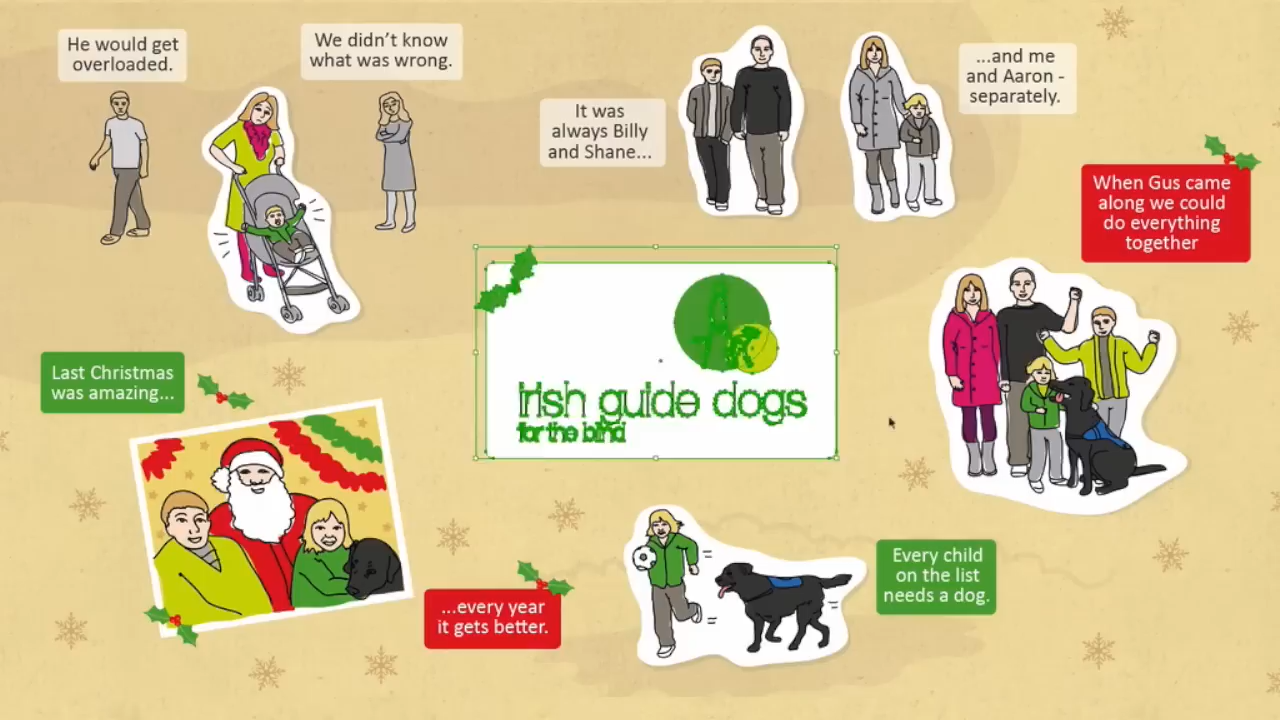 He would get
overloaded.
We didn’t know
what was wrong.
It was
always Billy
and Shane...
...and me
and Aaron -
separately.
When Gus came
along we could
do everything
together
irish guide dogs
for the blind
Last Christmas
was amazing...
...every year
it gets better.
Every child
on the list
needs a dog.